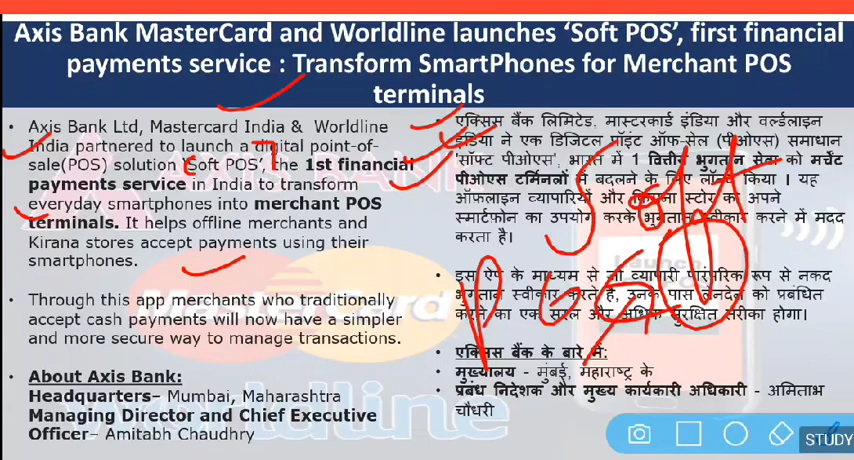 Axis Bank MasterCard and Worldline launches ‘Soft POS’, first financial
payments service : Transform SmartPhones for Merchant POS
terminals
• Axis Bank Ltd, Mastercard India & Worldline
India partnered to launch a Digital point-of-
sale(POS) solution ‘Soft POS’, the 1st financial
payments service in India to transform
everyday smartphones into merchant POS
terminals. It helps offline merchants and
Kirana stores accept payments using their
smartphones.
• Through this app merchants who traditionally
accept cash payments will now have a simpler
and more secure way to manage transactions.
• About Axis Bank:
Headquarters– Mumbai, Maharashtra
Managing Director and Chief Executive
Officer– Amitabh Chaudhry
• एक्सिस बैंक लिमिटेड, मास्टरकार्ड इंडिया और वर्ल्डलाइन
इंडिया ने एक डिजिटल प्रॉइंट ऑफ-सेल (पीओएस) समाधान
'सॉफ्ट पीओएस', भारत में 1 वित्तीय भुगतान सेवा को मर्चेंट
पीओएस टर्मिनलों में बदलने के लिए लॉन्च किया । यह
ऑफ़लाइन व्यापारियों और स्टोर को अपने
स्मार्टफ़ोन का उपयोग करके भुगतान स्वीकार करने में मदद
करता है।
• इस ऐप के माध्यम से जो व्यापारी पारंपरिक रूप से नकद
भुगतान स्वीकार करते हैं, उनके पास लेनदेन को प्रबंधित
करने का एक सरल और अधिक सुरक्षित तरीका होगा।
• एक्सिस बैंक के बारे में:
• मुख्यालय - मुंबई, महाराष्ट्र के
• प्रबंध निदेशक और मुख्य कार्यकारी अधिकारी - अमिताभ
चौधरी
Soft
POS
AXIS BANK
MasterCard
Worldline
Launch
STUDY